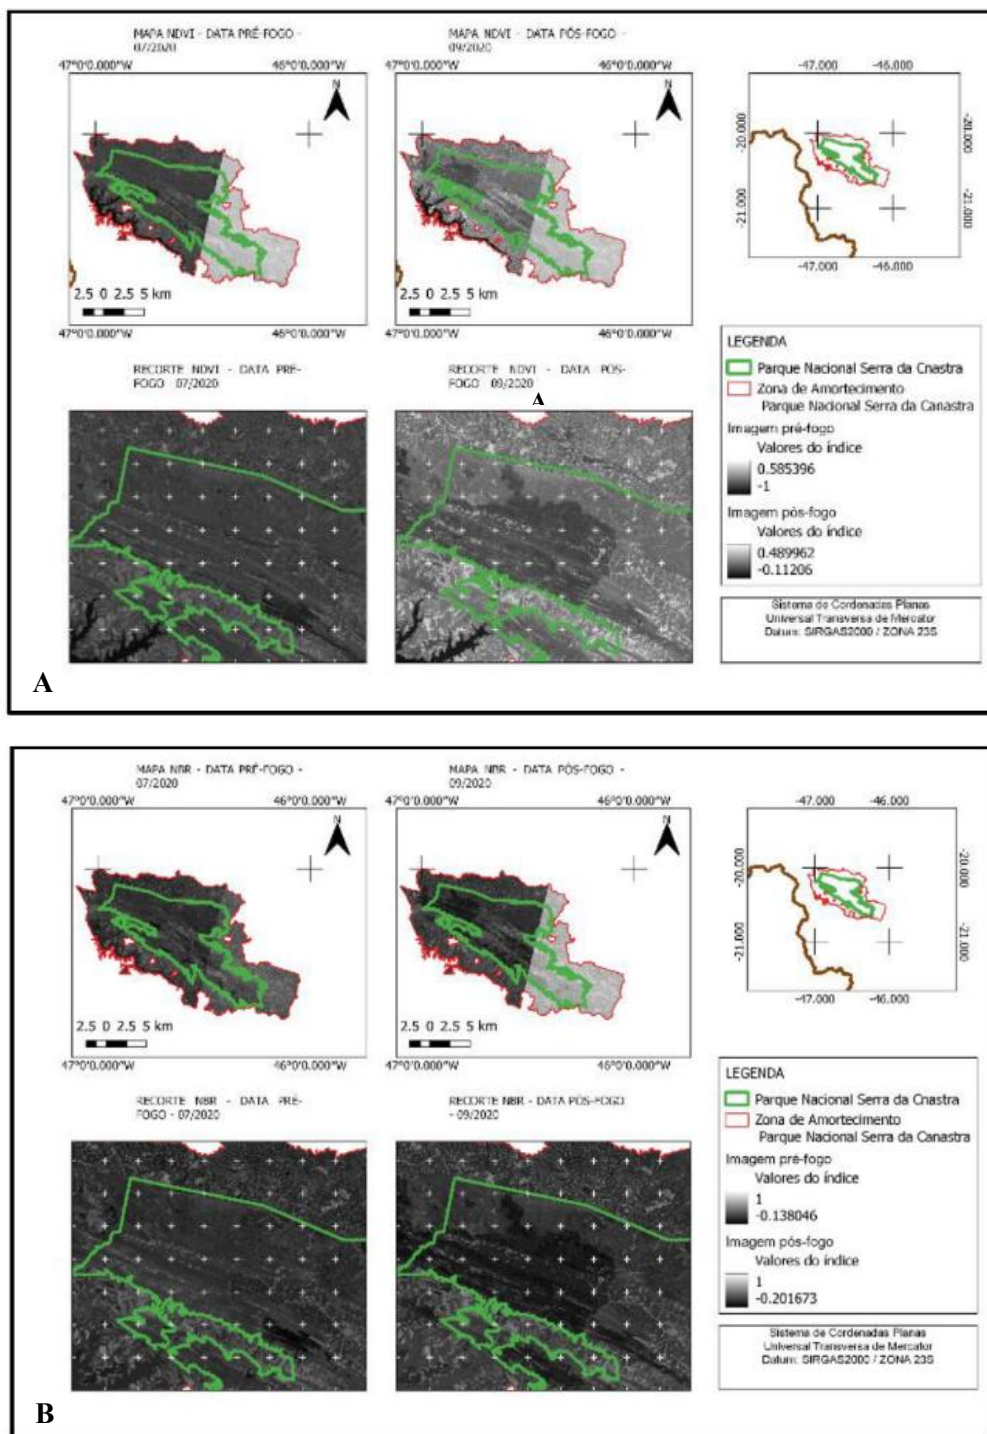 MAPA NDVI - DATA PRÉ-FOGO -
07/2020
47°0'0.000"W 46°0'0.000"W
N
2.5 0 2.5 5 km
47°0'0.000"W 46°0'0.000"W
MAPA NDVI - DATA PÓS-FOGO -
09/2020
47°0'0.000"W 46°0'0.000"W
N
2.5 0 2.5 5 km
47°0'0.000"W 46°0'0.000"W
-47.000 -46.000
-20.000 -20.000
-21.000 -21.000
-47.000 -46.000
RECORTE NDVI - DATA PRÉ-
FOGO 07/2020
RECORTE NDVI - DATA PÓS-
FOGO 09/2020
A
LEGENDA
Parque Nacional Serra da Cnastra
Zona de Amortecimento
Parque Nacional Serra da Canastra
Imagem pré-fogo
Valores do índice
0.585396
-1
Imagem pós-fogo
Valores do índice
0.489962
-0.11206
Sistema de Cordenadas Planas
Universal Transversa de Mercator
Datum: SIRGAS2000 / ZONA 23S
A
MAPA NBR - DATA PRÉ-FOGO -
07/2020
47°0'0.000"W 46°0'0.000"W
N
2.5 0 2.5 5 km
47°0'0.000"W 46°0'0.000"W
MAPA NBR - DATA PÓS-FOGO -
09/2020
47°0'0.000"W 46°0'0.000"W
N
2.5 0 2.5 5 km
47°0'0.000"W 46°0'0.000"W
-47.000 -46.000
-20.000 -20.000
-21.000 -21.000
-47.000 -46.000
RECORTE NBR - DATA PRÉ-
FOGO - 07/2020
RECORTE NBR - DATA PÓS-FOGO
- 09/2020
LEGENDA
Parque Nacional Serra da Cnastra
Zona de Amortecimento
Parque Nacional Serra da Canastra
Imagem pré-fogo
Valores do índice
1
-0.138046
Imagem pós-fogo
Valores do índice
1
-0.201673
Sistema de Cordenadas Planas
Universal Transversa de Mercator
Datum: SIRGAS2000 / ZONA 23S
B